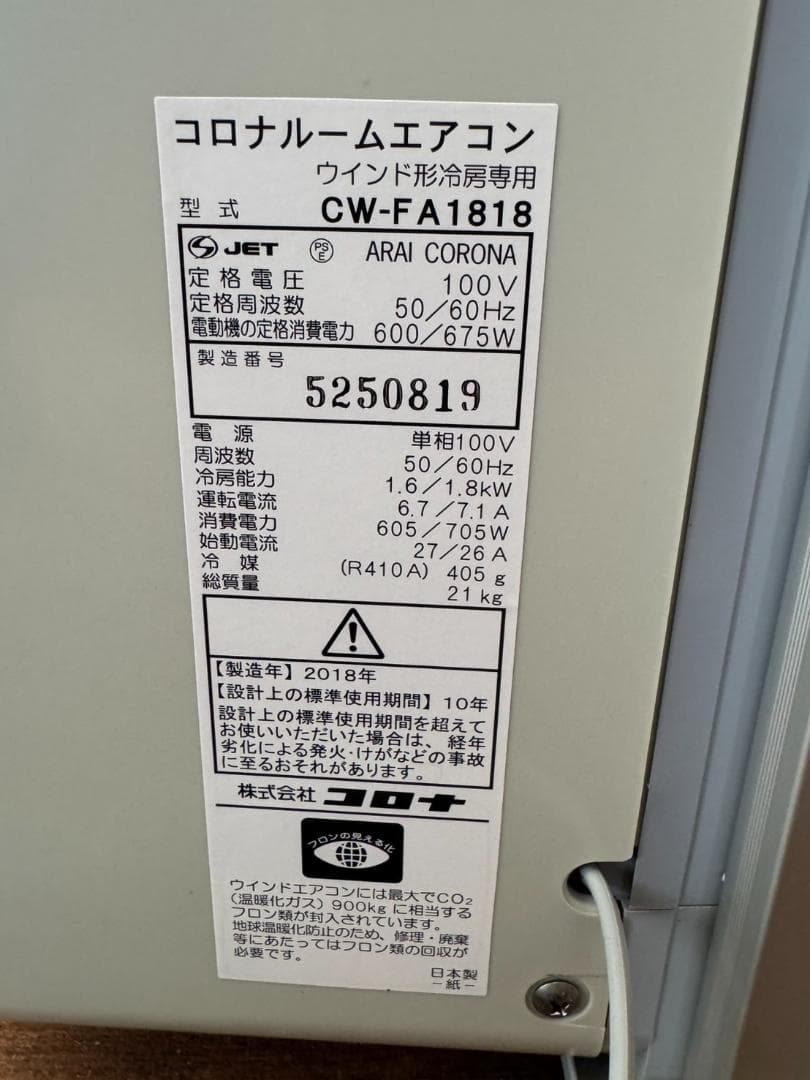 コロナルームエアコン
ウインド形冷房専用
型式 CW-FA1818
JET PS E ARAI CORONA
定格電圧 100V
定格周波数 50/60Hz
電動機の定格消費電力 600/675W
製造番号
5250819
電源 単相100V
周波数 50/60Hz
冷房能力 1.6/1.8kW
運転電流 6.7/7.1A
消費電力 605/705W
始動電流 27/26A
冷媒 (R410A) 405g
総質量 21kg
【製造年】2018年
【設計上の標準使用期間】10年
設計上の標準使用期間を超えて
お使いいただいた場合は、経年
劣化による発火・けがなどの事故
に至るおそれがあります。
株式会社コロナ
フロンの見える化
ウインドエアコンには最大でCO₂
(温暖化ガス)900kgに相当する
フロン類が封入されています。
地球温暖化防止のため、修理・廃棄
等にあたってはフロン類の回収が
必要です。
日本製
-紙-